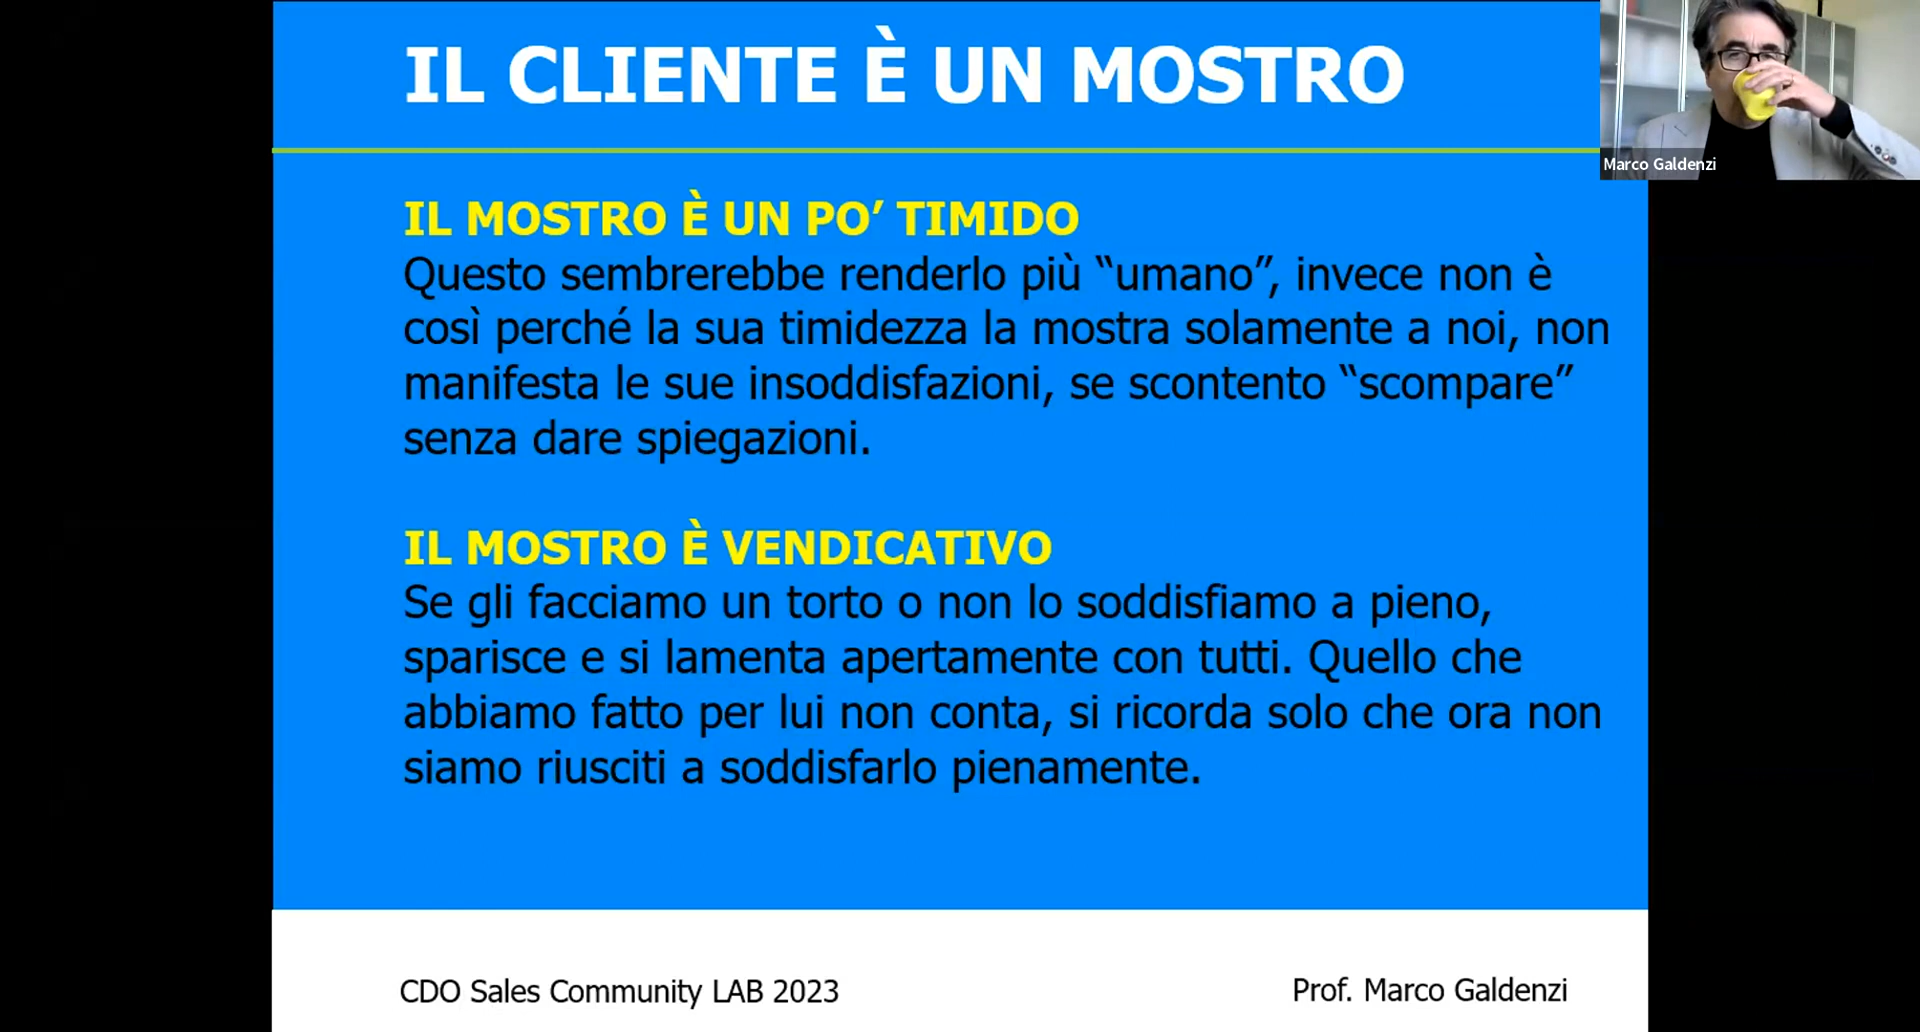 IL CLIENTE È UN MOSTRO
Marco Galdenzi
IL MOSTRO È UN PO’ TIMIDO
Questo sembrerebbe renderlo più “umano”, invece non è
così perché la sua timidezza la mostra solamente a noi, non
manifesta le sue insoddisfazioni, se scontento “scompare”
senza dare spiegazioni.
IL MOSTRO È VENDICATIVO
Se gli facciamo un torto o non lo soddisfiamo a pieno,
sparisce e si lamenta apertamente con tutti. Quello che
abbiamo fatto per lui non conta, si ricorda solo che ora non
siamo riusciti a soddisfarlo pienamente.
CDO Sales Community LAB 2023
Prof. Marco Galdenzi